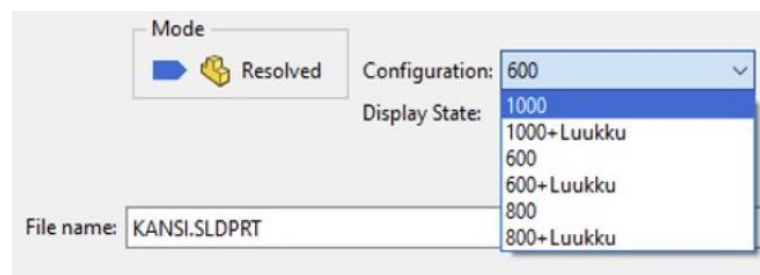 Mode
Resolved
Configuration: 600
Display State:
1000
1000+Luukku
600
600+Luukku
800
800+Luukku
File name: KANSI.SLDPRT